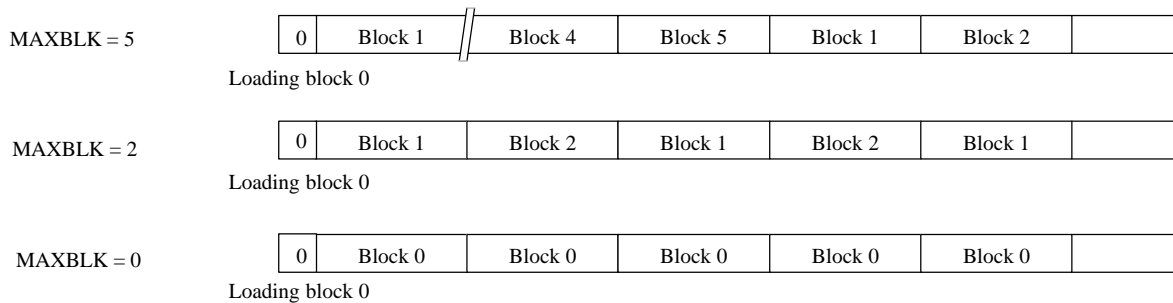 MAXBLK = 5 0 Block 1 Block 4 Block 5 Block 1 Block 2
Loading block 0
MAXBLK = 2 0 Block 1 Block 2 Block 1 Block 2 Block 1
Loading block 0
MAXBLK = 0 0 Block 0 Block 0 Block 0 Block 0 Block 0
Loading block 0